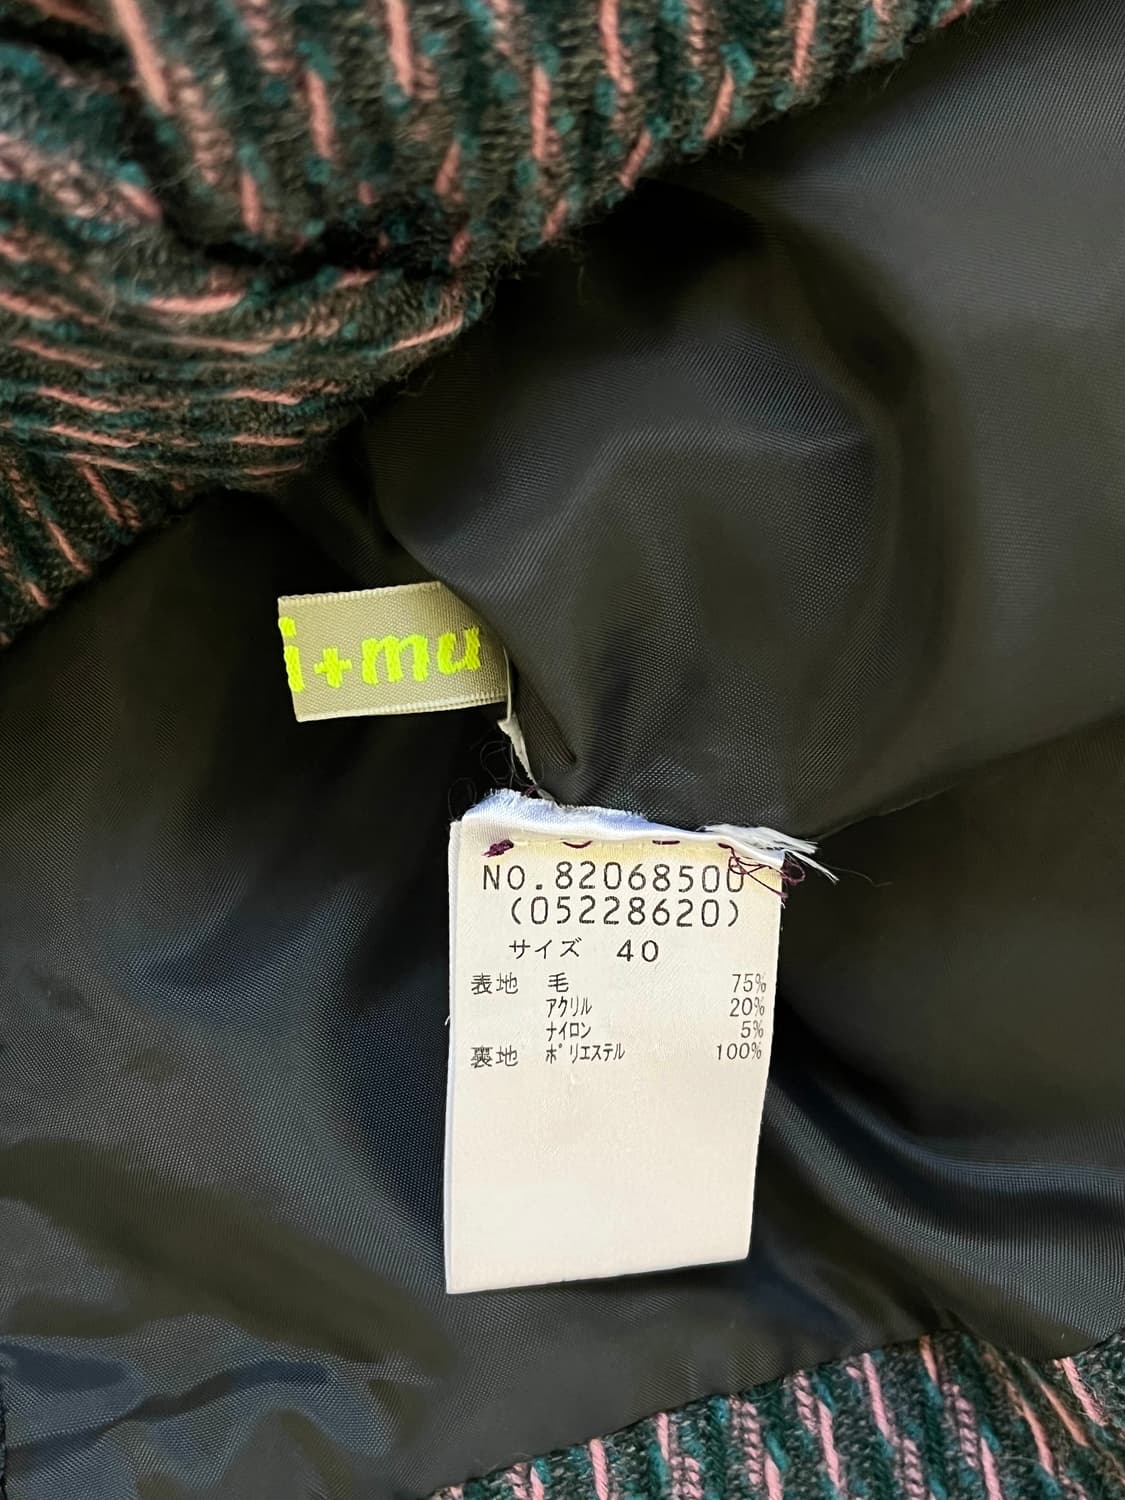 i+mu
NO.82068500
(05228620)
サイズ 40
表地 毛 75%
アクリル 20%
ナイロン 5%
裏地 ポリエステル 100%